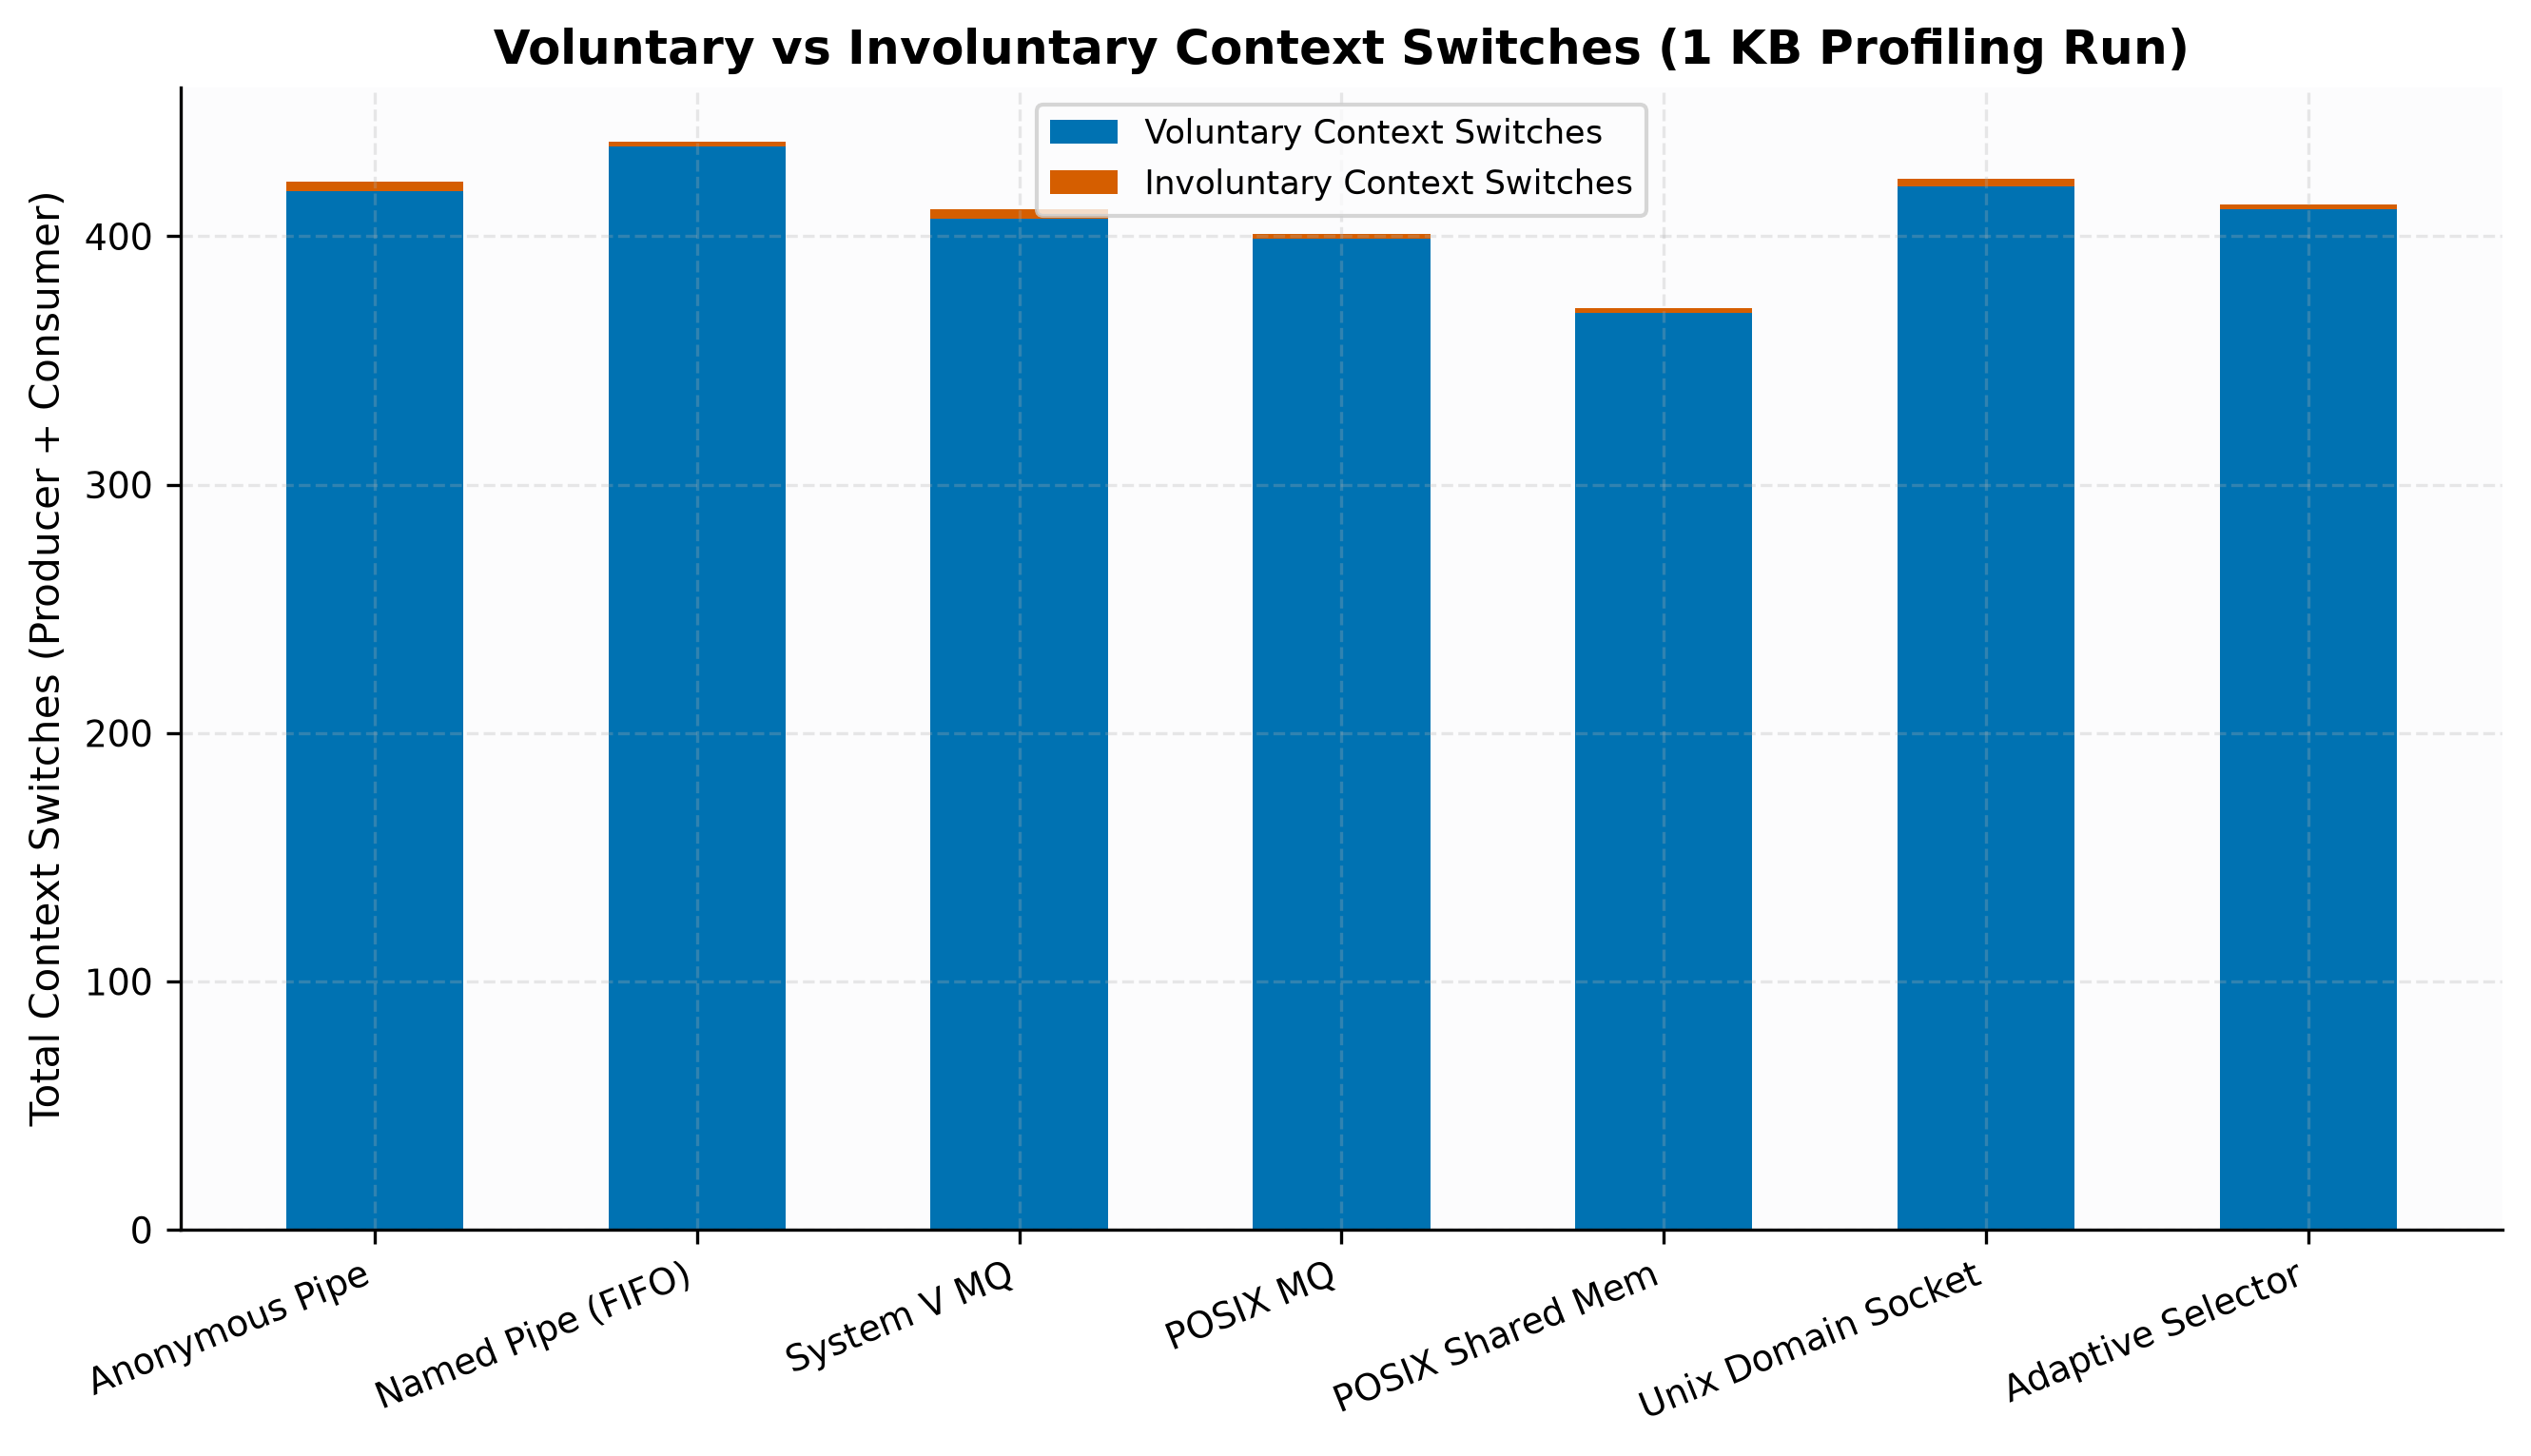 Voluntary vs Involuntary Context Switches (1 KB Profiling Run)
Voluntary Context Switches
Involuntary Context Switches
Total Context Switches (Producer + Consumer)
400
300
200
100
0
Anonymous Pipe
Named Pipe (FIFO)
System V MQ
POSIX MQ
POSIX Shared Mem
Unix Domain Socket
Adaptive Selector